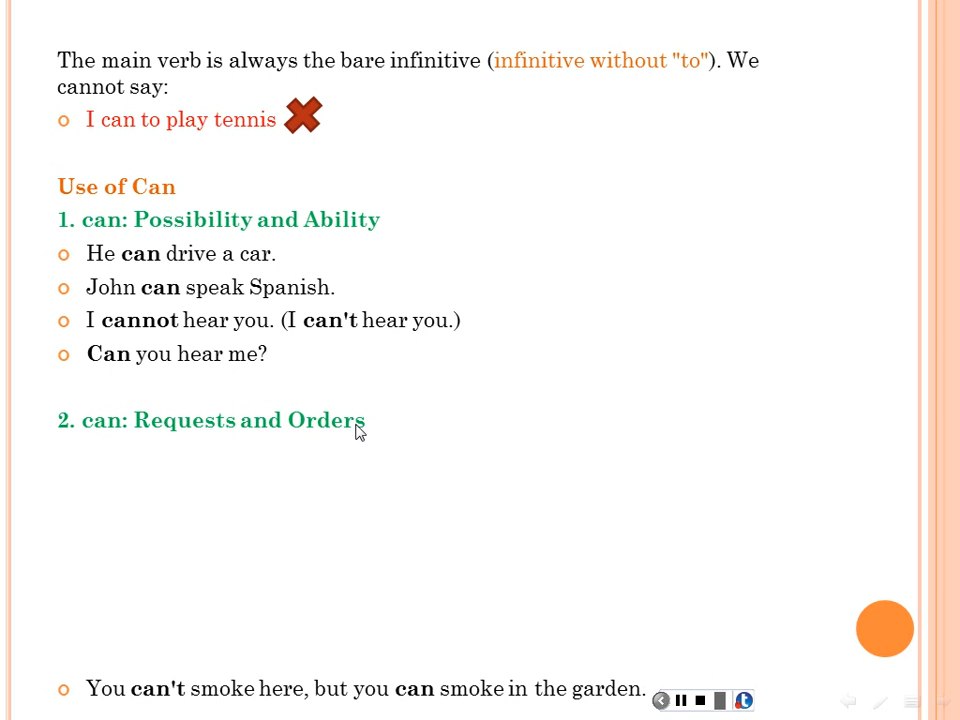 The main verb is always the bare infinitive (infinitive without "to"). We
cannot say:
I can to play tennis
Use of Can
1. can: Possibility and Ability
He can drive a car.
John can speak Spanish.
I cannot hear you. (I can't hear you.)
Can you hear me?
2. can: Requests and Orders
You can't smoke here, but you can smoke in the garden.